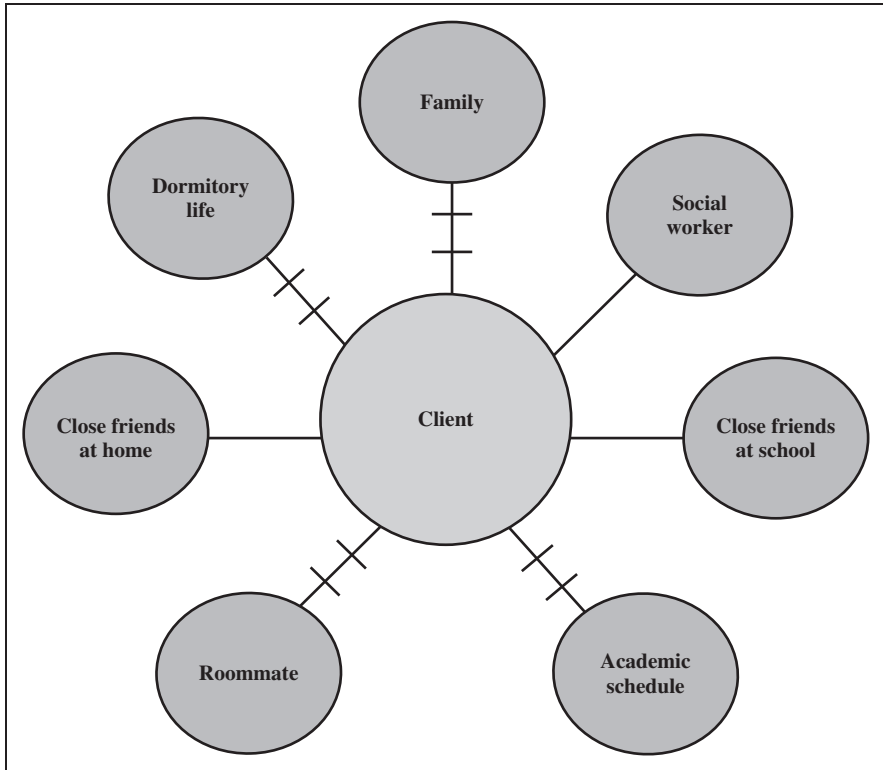 Family
Dormitory
life
Social
worker
Client
Close friends
at home
Close friends
at school
Roommate
Academic
schedule